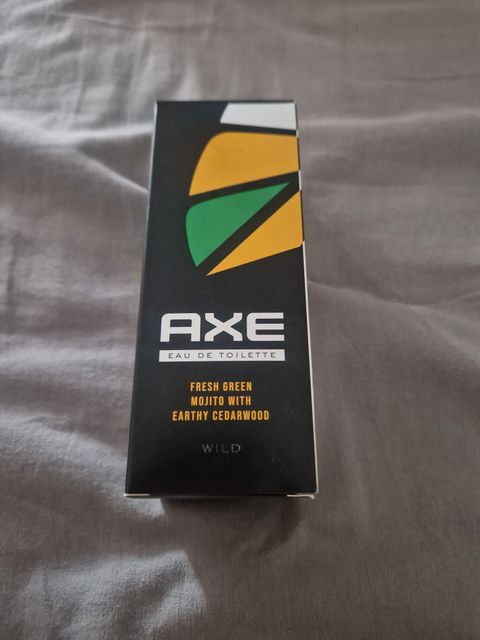 AXE
EAU DE TOILETTE
FRESH GREEN
MOJITO WITH
EARTHY CEDARWOOD
WILD